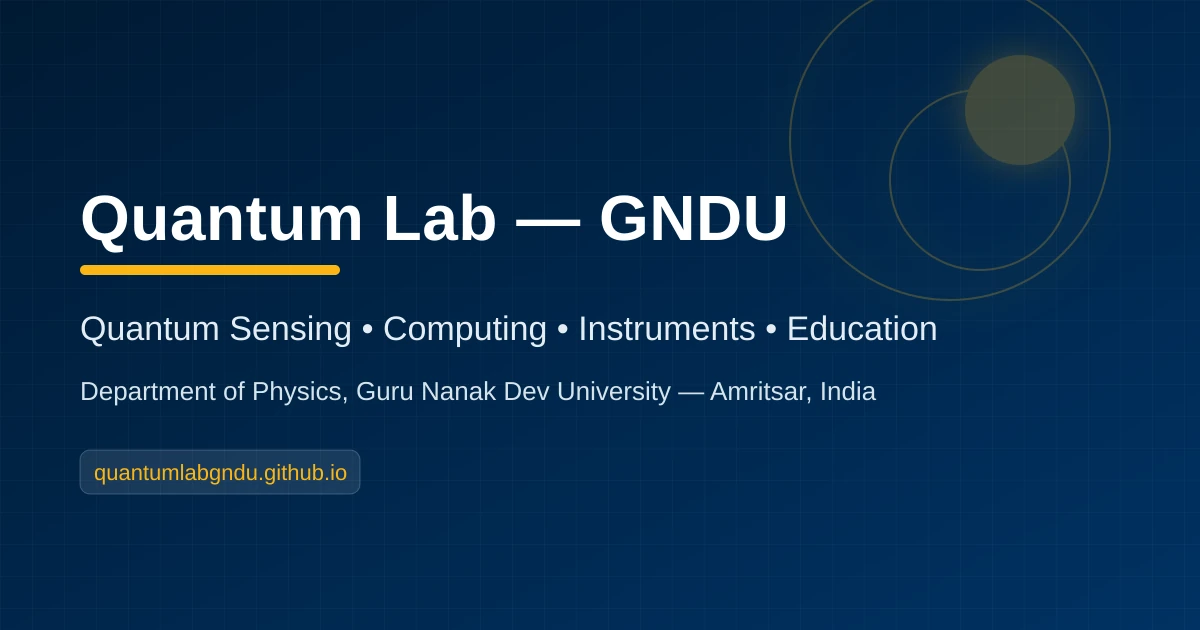 Quantum Lab — GNDU
Quantum Sensing • Computing • Instruments • Education
Department of Physics, Guru Nanak Dev University — Amritsar, India
quantumlabgndu.github.io